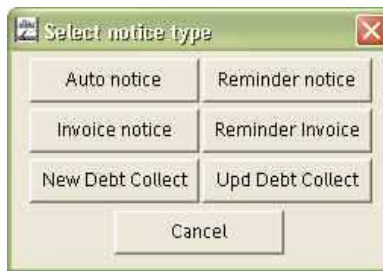 Select notice type
Auto notice Reminder notice
Invoice notice Reminder Invoice
New Debt Collect Upd Debt Collect
Cancel